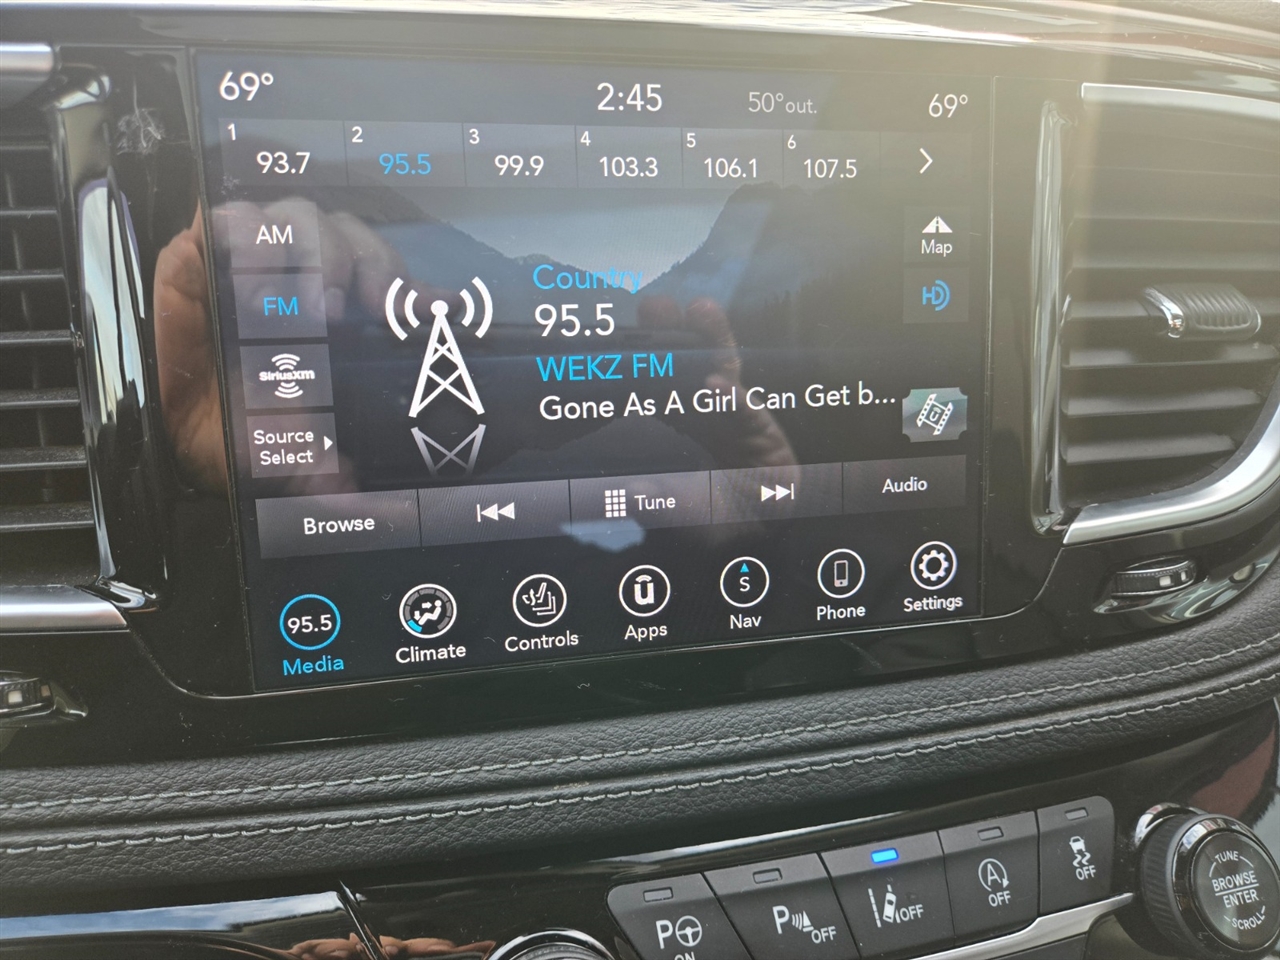 69° 2:45 50° out. 69°
1 93.7 2 95.5 3 99.9 4 103.3 5 106.1 6 107.5
AM
Map
FM
HD
Country
95.5
WEKZ FM
Gone As A Girl Can Get b...
SiriusXM
Source
Select
Browse Tune Audio
95.5 S
Media Climate Controls Apps Nav Phone Settings
P ON
P OFF
OFF
A OFF
OFF
TUNE
BROWSE
ENTER
SCROLL